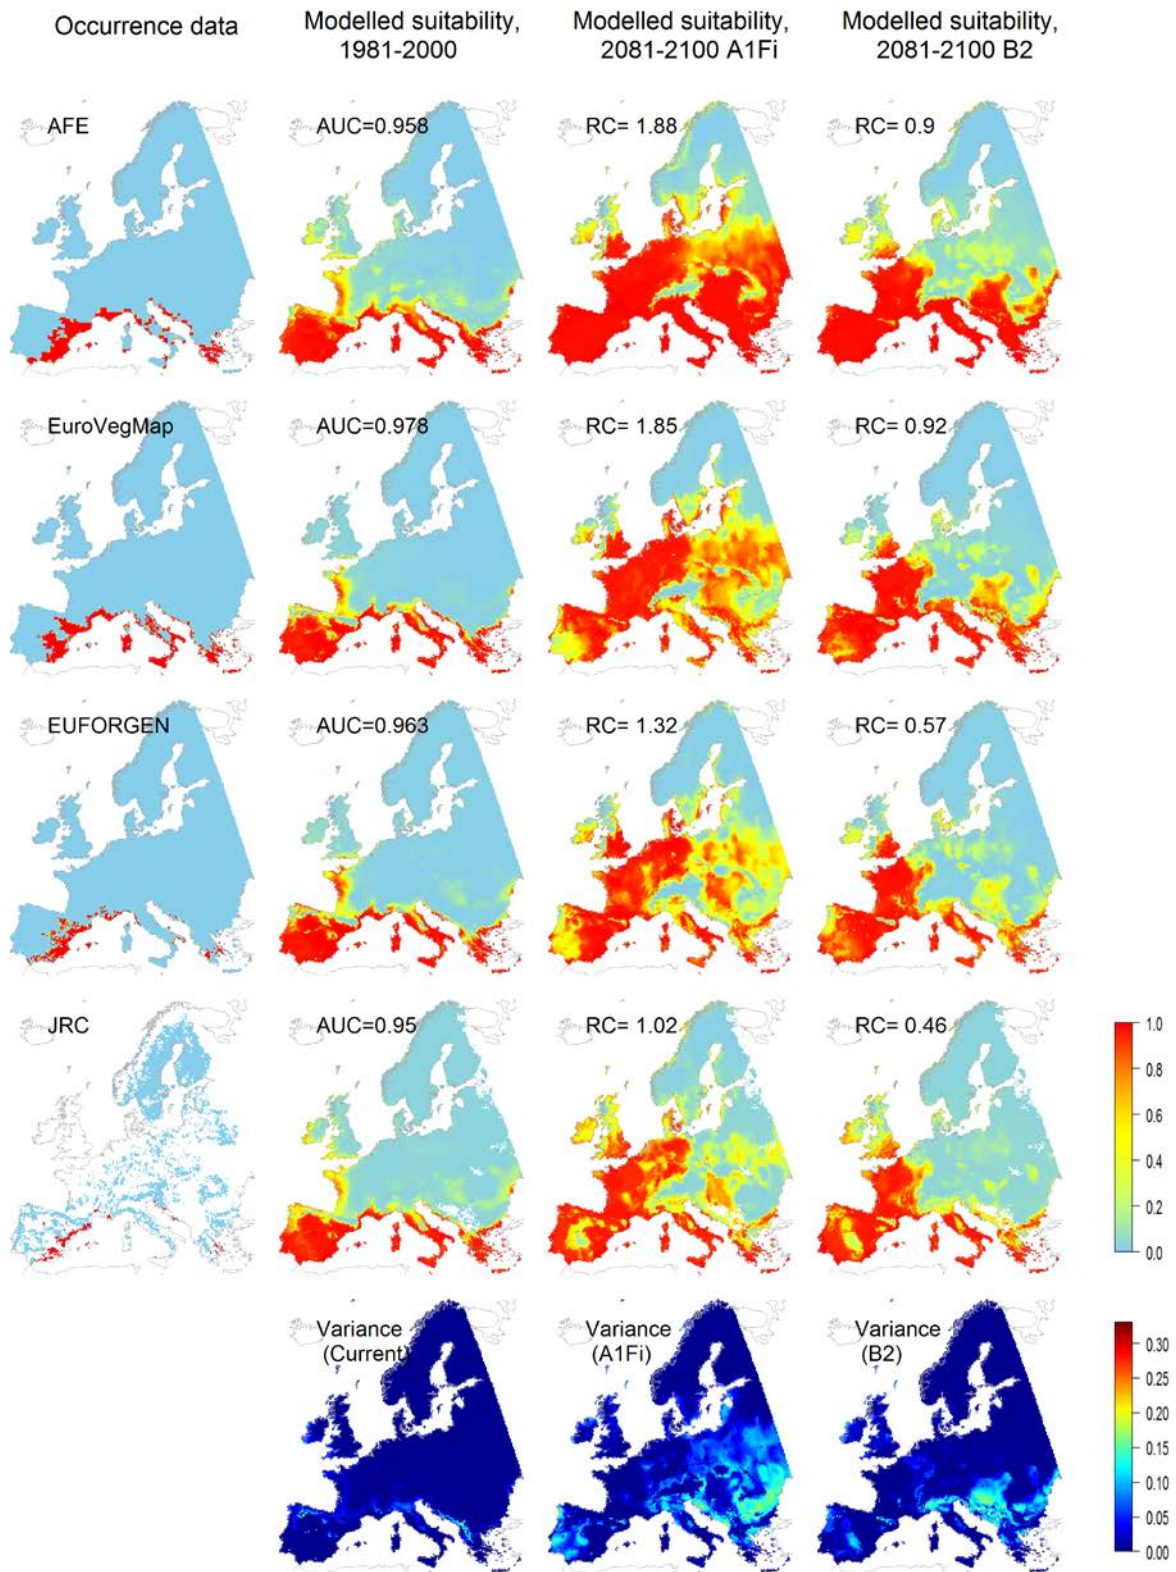 Occurrence data
Modelled suitability,
1981-2000
Modelled suitability,
2081-2100 A1Fi
Modelled suitability,
2081-2100 B2
AFE
AUC=0.958
RC= 1.88
RC= 0.9
EuroVegMap
AUC=0.978
RC= 1.85
RC= 0.92
EUFORGEN
AUC=0.963
RC= 1.32
RC= 0.57
JRC
AUC=0.95
RC= 1.02
RC= 0.46
1.0
0.8
0.6
0.4
0.2
0.0
Variance
(Current)
Variance
(A1Fi)
Variance
(B2)
0.30
0.25
0.20
0.15
0.10
0.05
0.00